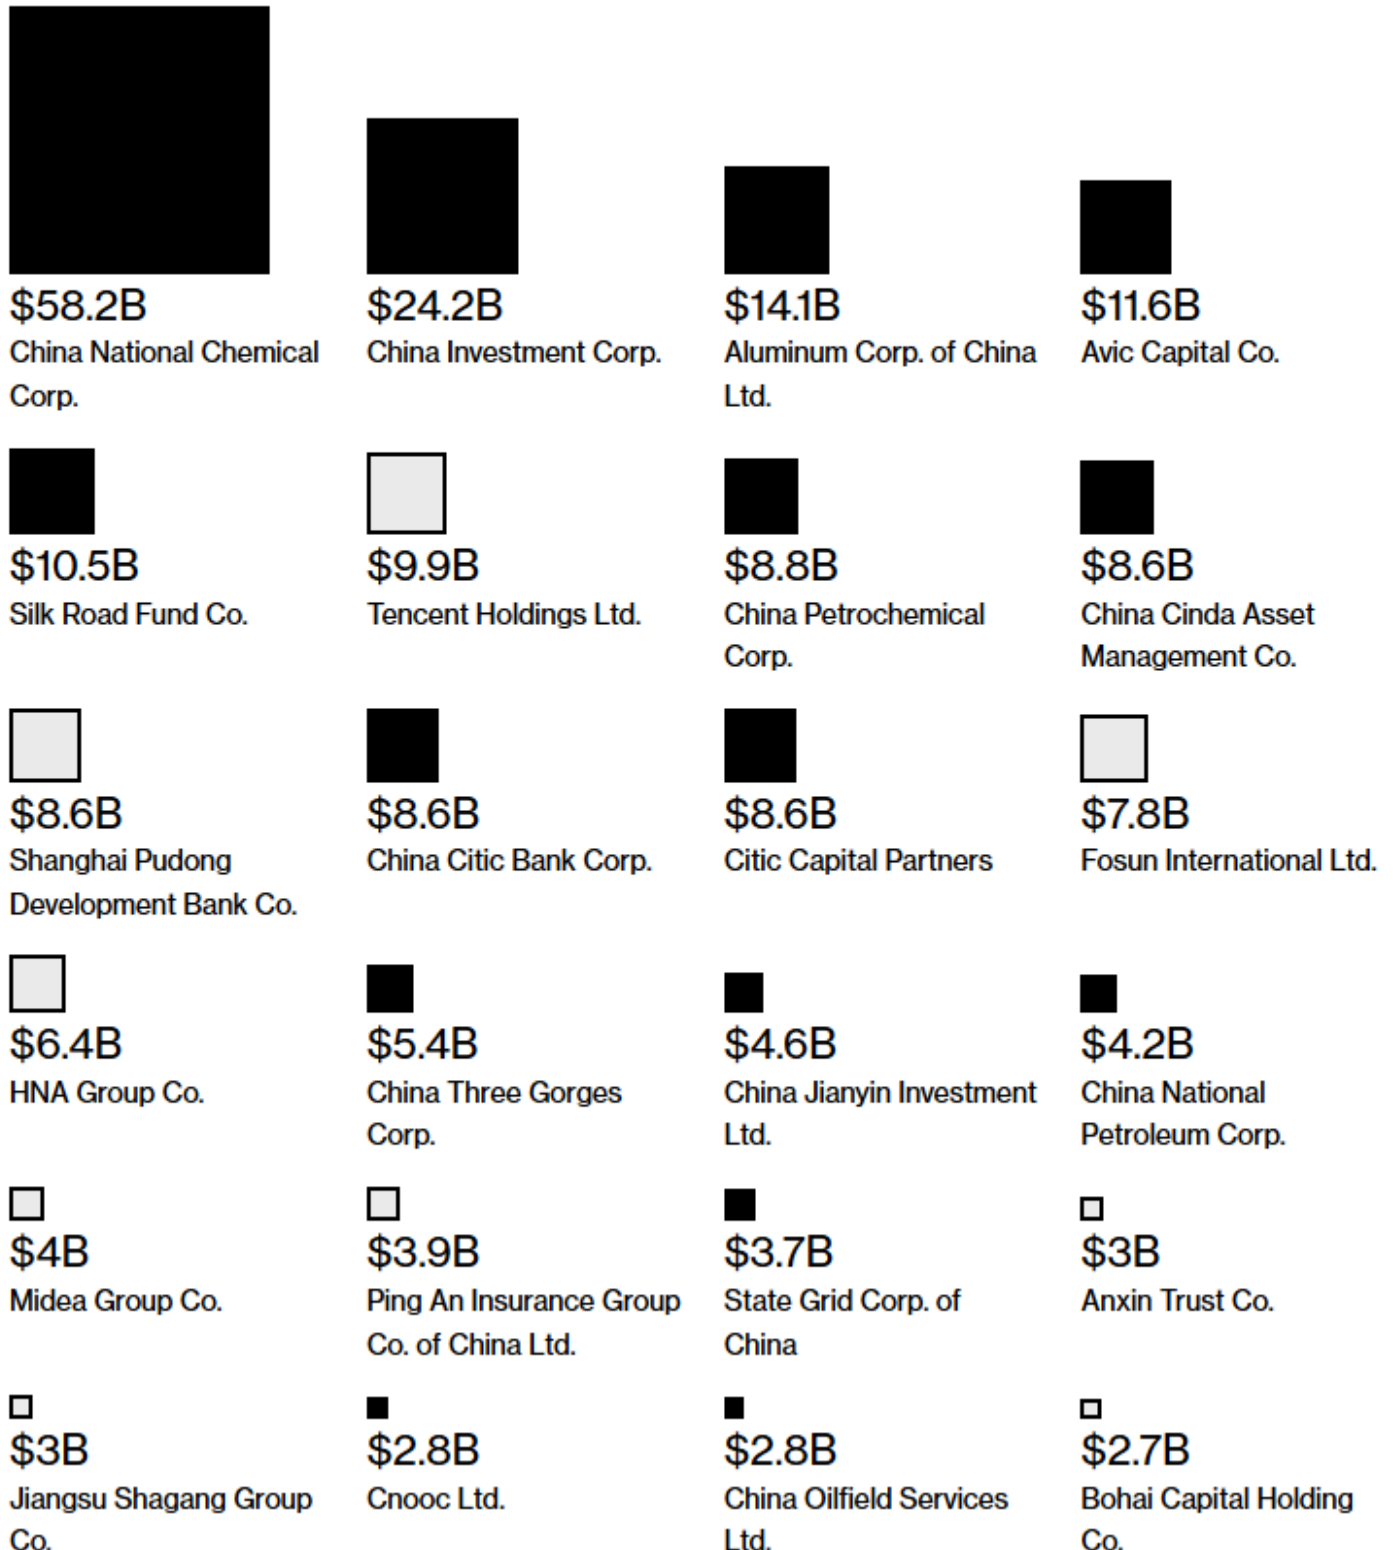 $58.2B
China National Chemical
Corp.
$24.2B
China Investment Corp.
$14.1B
Aluminum Corp. of China
Ltd.
$11.6B
Avic Capital Co.
$10.5B
Silk Road Fund Co.
$9.9B
Tencent Holdings Ltd.
$8.8B
China Petrochemical
Corp.
$8.6B
China Cinda Asset
Management Co.
$8.6B
Shanghai Pudong
Development Bank Co.
$8.6B
China Citic Bank Corp.
$8.6B
Citic Capital Partners
$7.8B
Fosun International Ltd.
$6.4B
HNA Group Co.
$5.4B
China Three Gorges
Corp.
$4.6B
China Jianyin Investment
Ltd.
$4.2B
China National
Petroleum Corp.
$4B
Midea Group Co.
$3.9B
Ping An Insurance Group
Co. of China Ltd.
$3.7B
State Grid Corp. of
China
$3B
Anxin Trust Co.
$3B
Jiangsu Shagang Group
Co.
$2.8B
Cnooc Ltd.
$2.8B
China Oilfield Services
Ltd.
$2.7B
Bohai Capital Holding
Co.